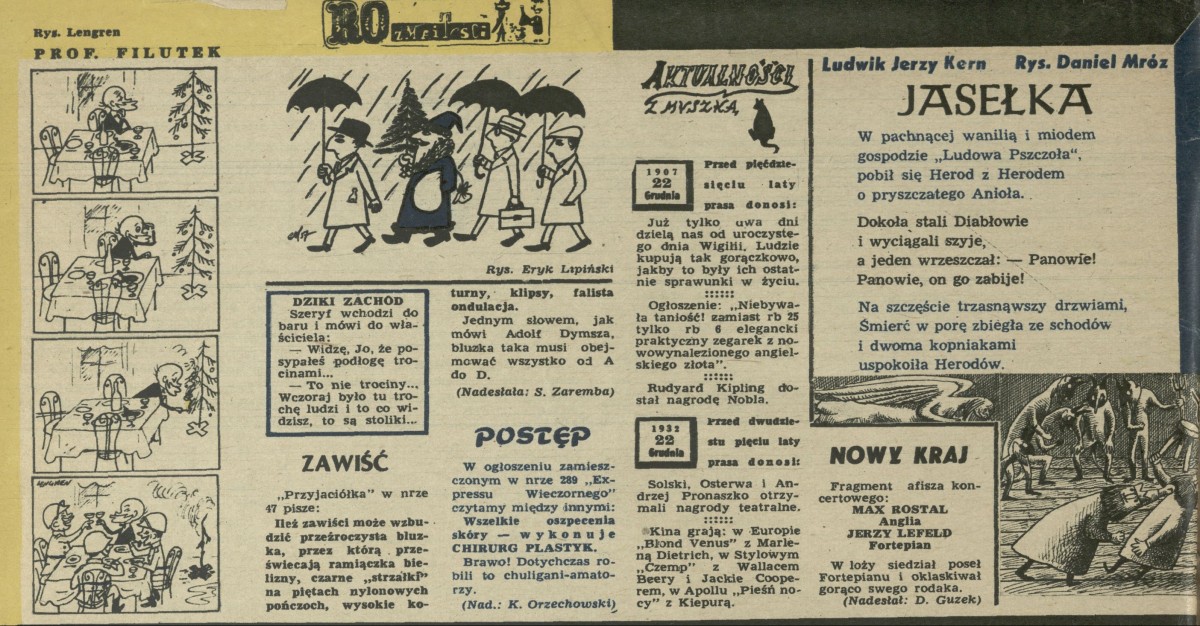 Rys. Lengren
PROF. FILUTEK
ROzmaitości
LENGREN
Rys. Eryk Lipiński
DZIKI ZACHÓD
Szeryf wchodzi do
baru i mówi do wła-
ściciela:
— Widzę, Jo, że po-
sypałeś podłogę tro-
cinami...
— To nie trociny...
Wczoraj było tu tro-
chę ludzi i to co wi-
dzisz, to są stoliki...
ZAWIŚĆ
„Przyjaciółka" w nrze
47 pisze:
Ileż zawiści może wzbu-
dzić przeźroczysta bluz-
ka, przez którą prze-
świecają ramiączka bie-
lizny, czarne „strzałki"
na piętach nylonowych
pończoch, wysokie ko-
turny, klipsy, falista
ondulacja.
Jednym słowem, jak
mówi Adolf Dymsza,
bluzka taka musi obej-
mować wszystko od A
do D.
(Nadesłała: S. Zaremba)
POSTĘP
W ogłoszeniu zamiesz-
czonym w nrze 289 „Ex-
pressu Wieczornego"
czytamy między innymi:
Wszelkie oszpecenia
skóry — wykonuje
CHIRURG PLASTYK.
Brawo! Dotychczas ro-
bili to chuligani-amato-
rzy.
(Nad.: K. Orzechowski)
AKTUALNOŚCI
Z MYSZKĄ
1907
22
Grudnia
Przed pięćdzie-
sięciu laty
prasa donosi:
Już tylko dwa dni
dzielą nas od uroczyste-
go dnia Wigilii, Ludzie
kupują tak gorączkowo,
jakby to były ich ostat-
nie sprawunki w życiu.
::::::
Ogłoszenie: „Niebywa-
ła taniość! zamiast rb 25
tylko rb 6 elegancki
praktyczny zegarek z no-
wowynalezionego angiel-
skiego złota".
::::::
Rudyard Kipling do-
stał nagrodę Nobla.
1932
22
Grudnia
Przed dwudzie-
stu pięciu laty
prasa donosi:
Solski, Osterwa i An-
drzej Pronaszko otrzy-
mali nagrody teatralne.
::::::
Kina grają: w Europie
„Blond Venus" z Marle-
ną Dietrich, w Stylowym
„Czemp" z Wallacem
Beery i Jackie Coope-
rem, w Apollu „Pieśń no-
cy" z Kiepurą.
Ludwik Jerzy Kern Rys. Daniel Mróz
JASEŁKA
W pachnącej wanilią i miodem
gospodzie „Ludowa Pszczoła",
pobił się Herod z Herodem
o pryszczatego Anioła.
Dokoła stali Diabłowie
i wyciągali szyje,
a jeden wrzeszczał: — Panowie!
Panowie, on go zabije!
Na szczęście trzasnąwszy drzwiami,
Śmierć w porę zbiegła ze schodów
i dwoma kopniakami
uspokoiła Herodów.
NOWY KRAJ
Fragment afisza kon-
certowego:
MAX ROSTAL
Anglia
JERZY LEFELD
Fortepian
W loży siedział poseł
Fortepianu i oklaskiwał
gorąco swego rodaka.
(Nadesłał: D. Guzek)